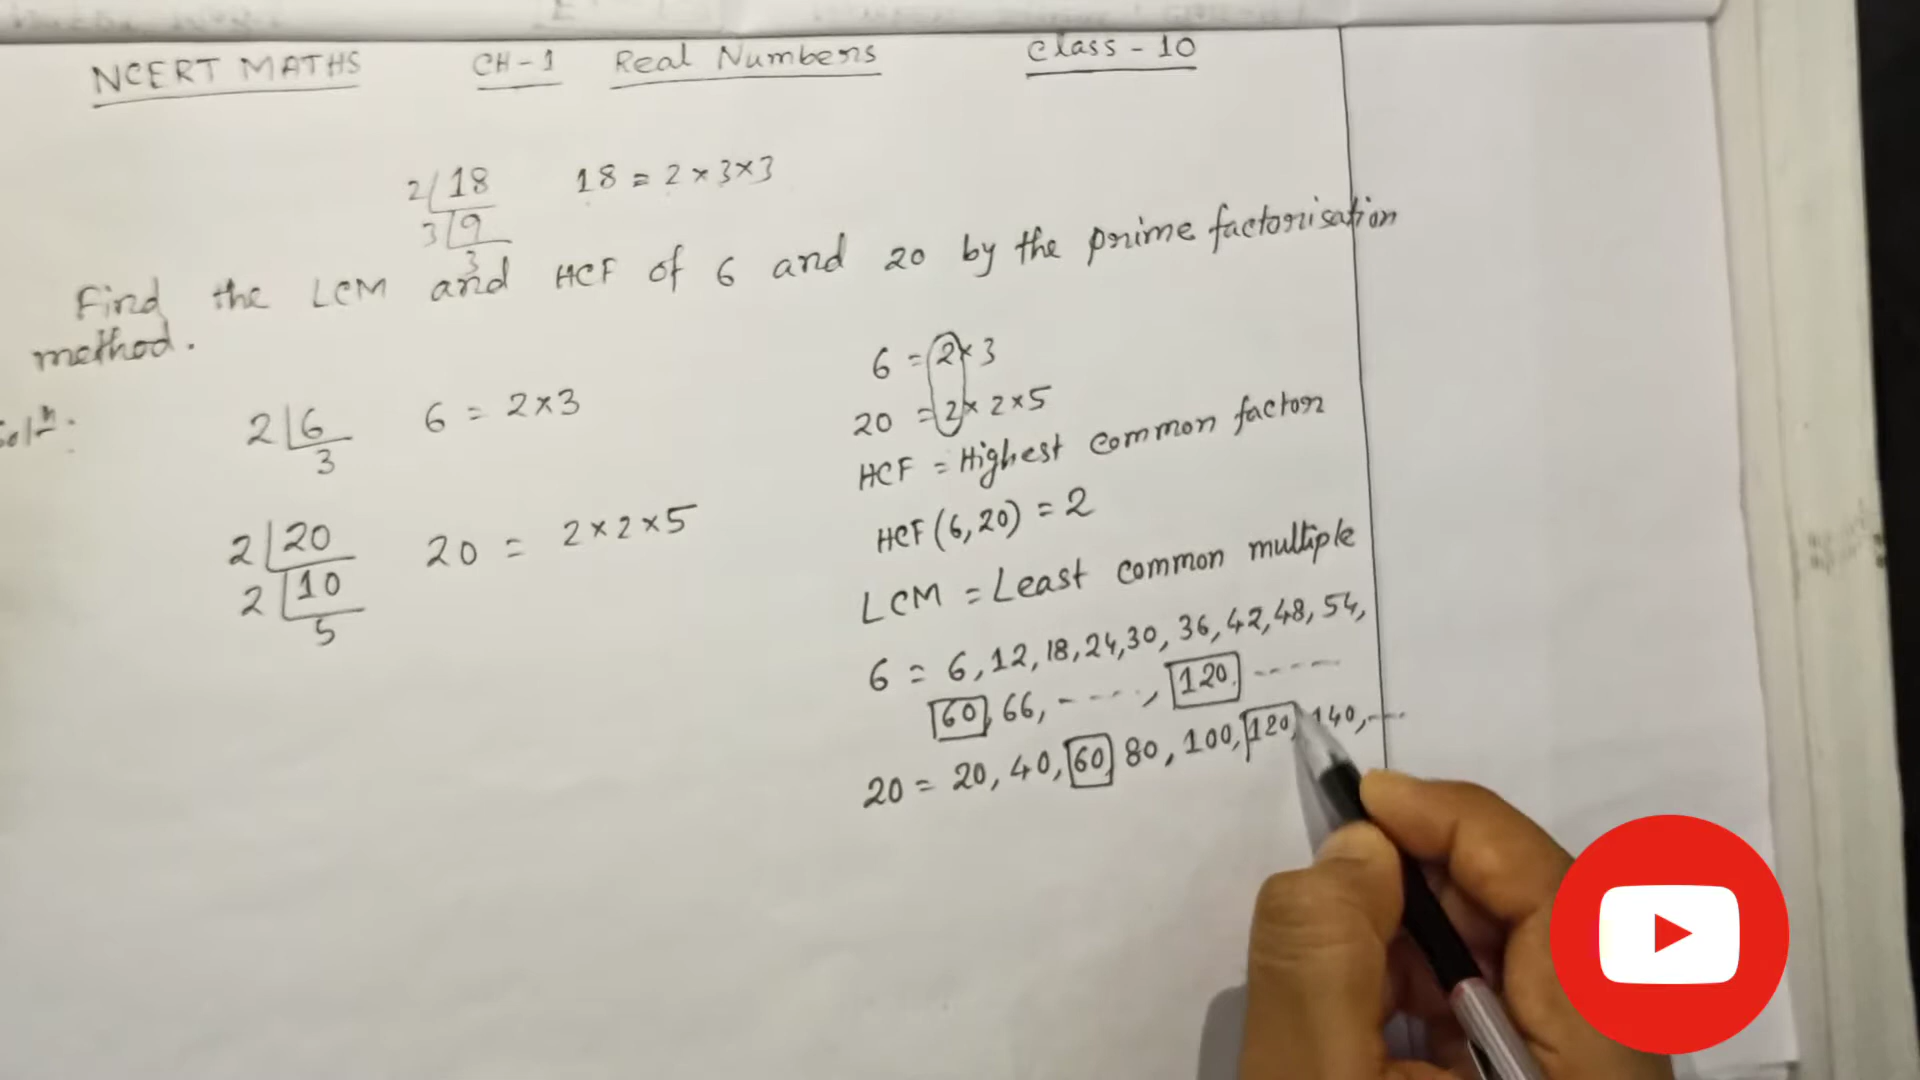 NCERT MATHS CH-1 Real Numbers Class-10
2 18 18 = 2×3×3
3 9
3
Find the LCM and HCF of 6 and 20 by the prime factorisation
method.
Solⁿ.
2 6 6 = 2×3
3
2 20 20 = 2×2×5
2 10
5
6 = 2×3
20 = 2×2×5
HCF = Highest common factor
HCF(6,20) = 2
LCM = Least common multiple
6 = 6,12,18,24,30,36,42,48,54,
60,66,-----,120,-----
20 = 20,40,60,80,100,120,140,----